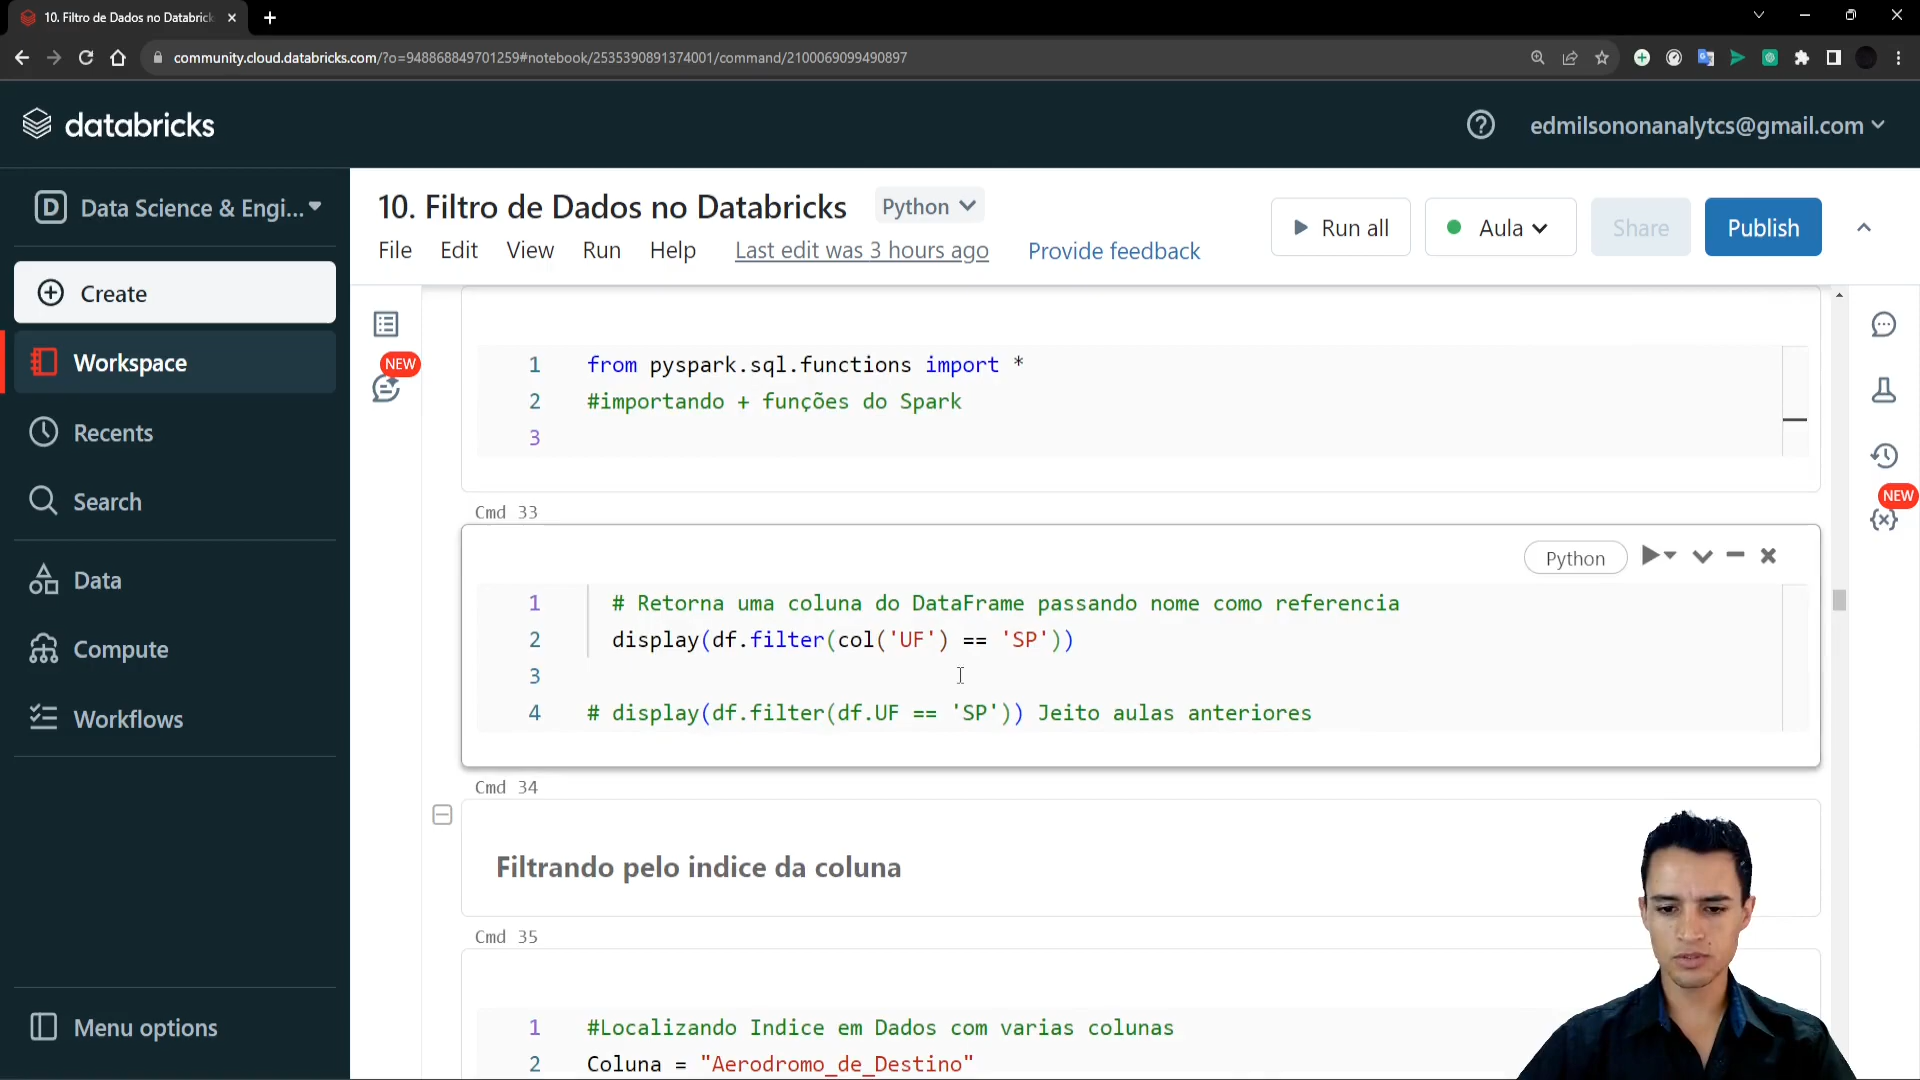 10. Filtro de Dados no Databrick
community.cloud.databricks.com/?o=948868849701259#notebook/2535390891374001/command/2100069099490897
databricks
edmilsononanalytcs@gmail.com
D Data Science & Engi...
10. Filtro de Dados no Databricks
Python
Run all
Aula
Share
Publish
File Edit View Run Help Last edit was 3 hours ago Provide feedback
Create
Workspace
Recents
Search
Data
Compute
Workflows
Menu options
NEW
NEW
1 from pyspark.sql.functions import *
2 #importando + funções do Spark
3
Cmd 33
Python
1 # Retorna uma coluna do DataFrame passando nome como referencia
2 display(df.filter(col('UF') == 'SP'))
3
4 # display(df.filter(df.UF == 'SP')) Jeito aulas anteriores
Cmd 34
Filtrando pelo indice da coluna
Cmd 35
1 #Localizando Indice em Dados com varias colunas
2 Coluna = "Aerodromo_de_Destino"